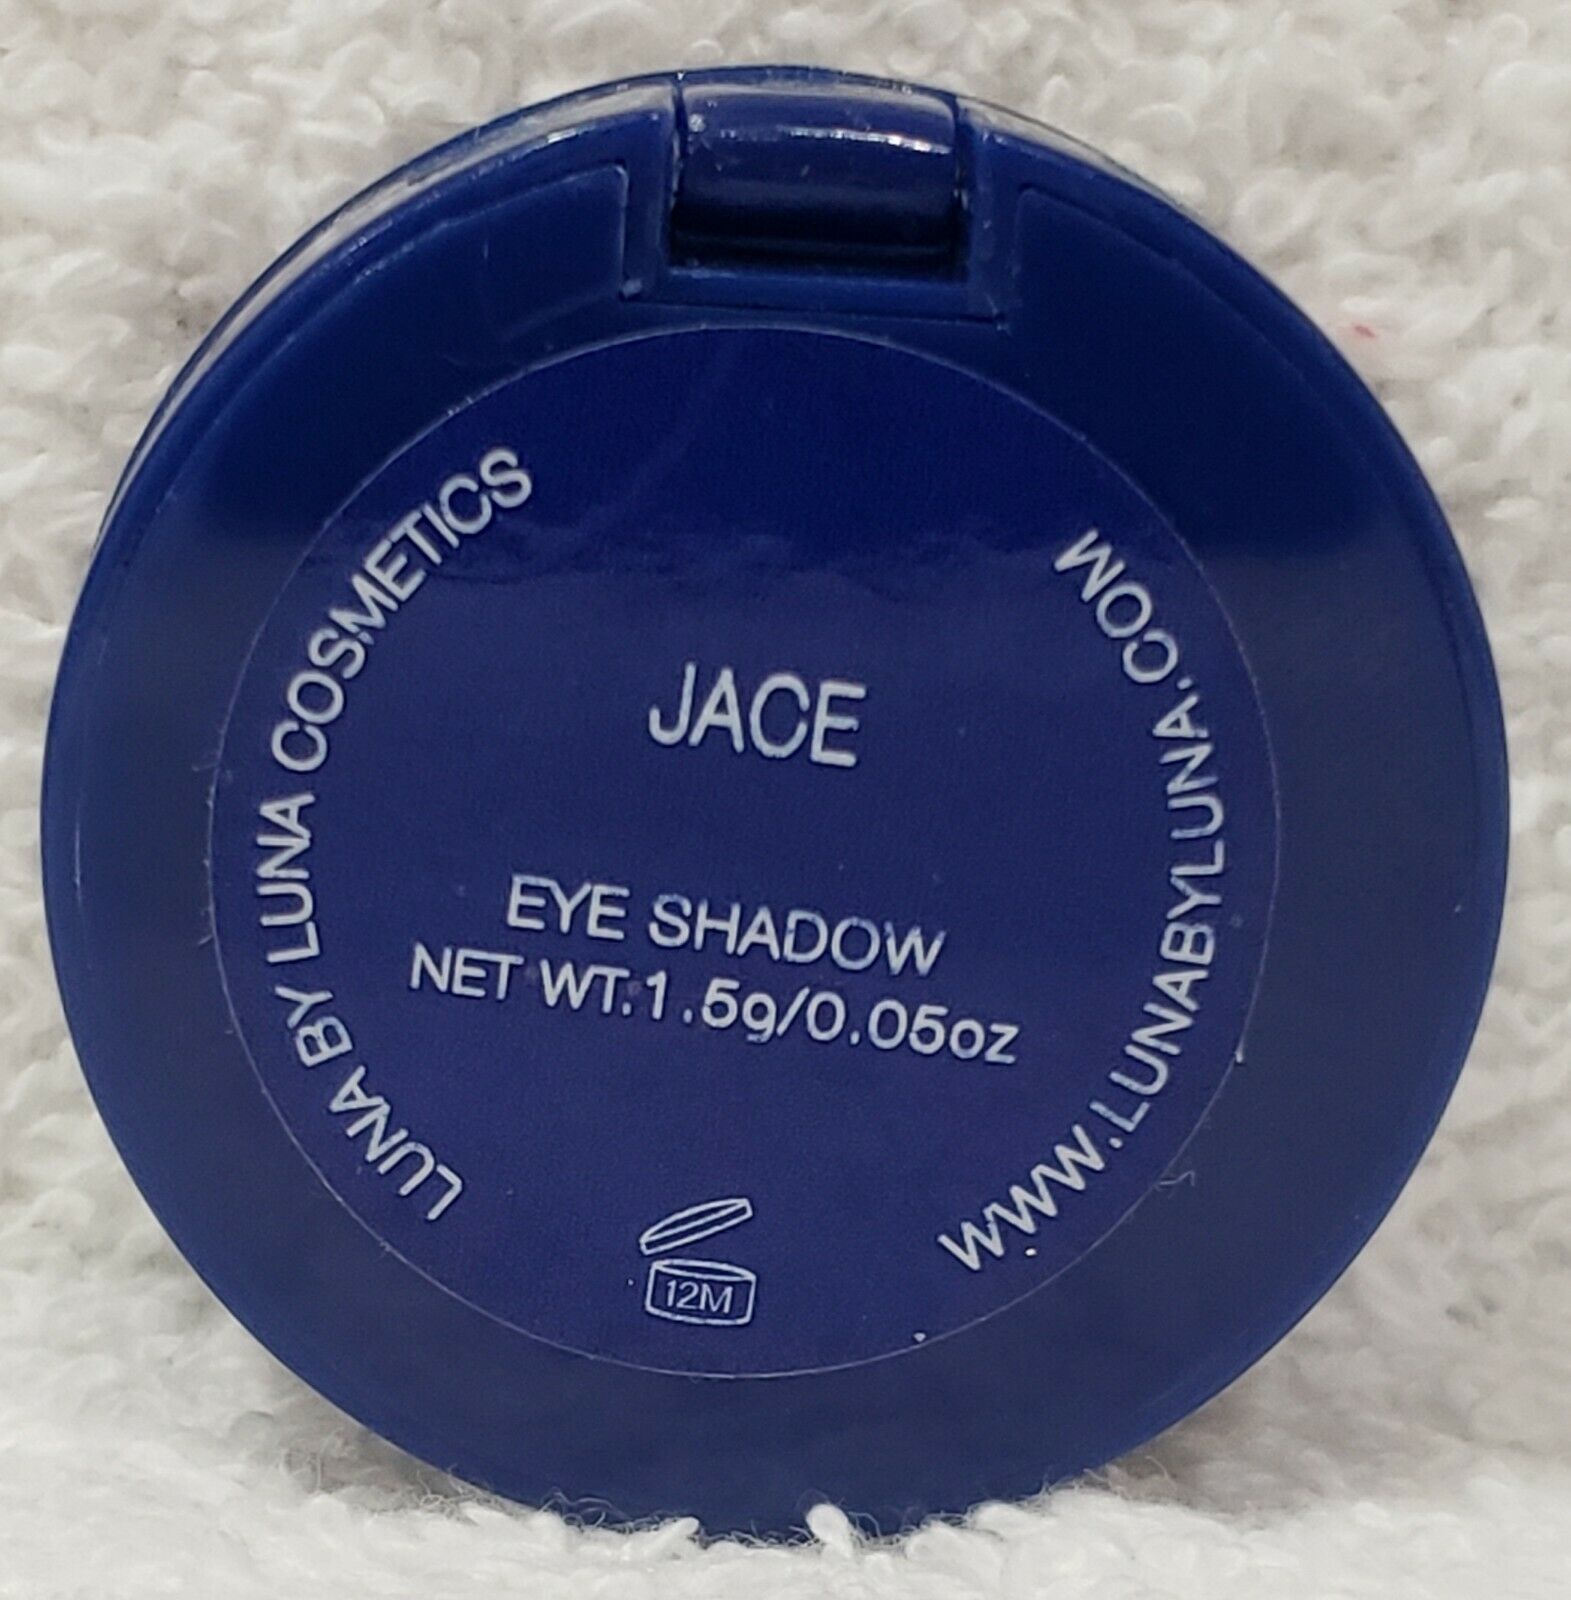 LUNA BY LUNA COSMETICS
JACE
EYE SHADOW
NET WT.1.5g/0.05oz
WWW.LUNABYLUNA.COM
12M